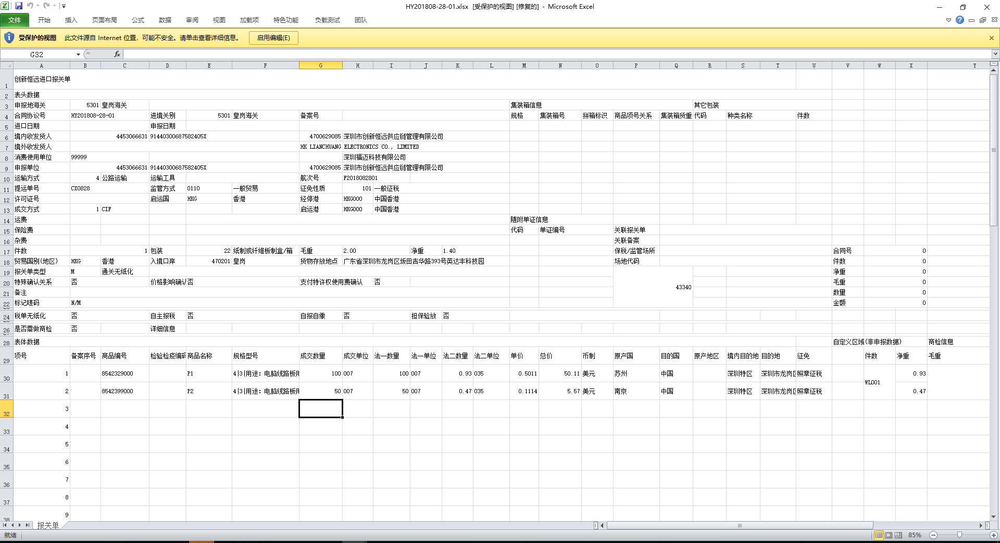 HY201808-28-01.xlsx [受保护的视图] [修复的] - Microsoft Excel
文件 开始 插入 页面布局 公式 数据 审阅 视图 加载项 特色功能 负载测试 团队
受保护的视图 此文件源自 Internet 位置，可能不安全。请单击查看详细信息。 启用编辑(E)
G32 fx
A B C D E F G H I J K L M N O P Q R S T U V W X Y
1 创新恒远进口报关单
2 表头数据
3 申报地海关 5301 皇岗海关 集装箱信息 其它包装
4 合同协议号 HY201808-28-01 进境关别 5301 皇岗海关 备案号 规格 集装箱号 拼箱标识 商品项号关系 集装箱货重 代码 种类名称 件数
5 进口日期 申报日期
6 境内收发货人 4453066631 91440300687582405X 4700629085 深圳市创新恒远供应链管理有限公司
7 境外收发货人 HK LIANCHUANG ELECTRONICS CO., LIMITED
8 消费使用单位 99999 深圳福迈科技有限公司
9 申报单位 4453066631 91440300687582405X 4700629085 深圳市创新恒远供应链管理有限公司
10 运输方式 4 公路运输 运输工具 航次号 F2018082801
11 提运单号 CX0828 监管方式 0110 一般贸易 征免性质 101 一般征税
12 许可证号 启运国 HKG 香港 经停港 HKG000 中国香港
13 成交方式 1 CIF 启运港 HKG000 中国香港
14 运费 随附单证信息
15 保险费 代码 单证编号 关联报关单
16 杂费 关联备案
17 件数 1 包装 22 纸制或纤维板制盒/箱 毛重 2.00 净重 1.40 保税/监管场所 合同号 0
18 贸易国别(地区) HKG 香港 入境口岸 470201 皇岗 货物存放地点 广东省深圳市龙岗区坂田吉华路393号英达丰科技园 场地代码 件数 0
19 报关单类型 M 通关无纸化 净重 0
20 特殊确认关系 否 价格影响确认 否 支付特许权使用费确认 否 43340 毛重 0
21 备注 数量 0
22 标记唛码 N/M 金额 0
24 税单无纸化 否 自主报税 否 自报自缴 否 担保验放 否
26 是否需做商检 否 详细信息
28 表体数据 自定义区域(非申报数据) 商检信息
29 项号 备案序号 商品编号 检验检疫编码 商品名称 规格型号 成交数量 成交单位 法一数量 法一单位 法二数量 法二单位 单价 总价 币制 原产国 目的国 原产地区 境内目的地 目的地 征免 件数 净重 毛重
30 1 8542329000 P1 4|3|用途：电脑线路板用 100 007 100 007 0.93 035 0.5011 50.11 美元 苏州 中国 深圳特区 深圳市龙岗区 照章征税 WL001 0.93
31 2 8542399000 P2 4|3|用途：电脑线路板用 50 007 50 007 0.47 035 0.1114 5.57 美元 南京 中国 深圳特区 深圳市龙岗区 照章征税 0.47
32 3
33 4
34 5
35 6
36 7
37 8
38 9
报关单
就绪 85%